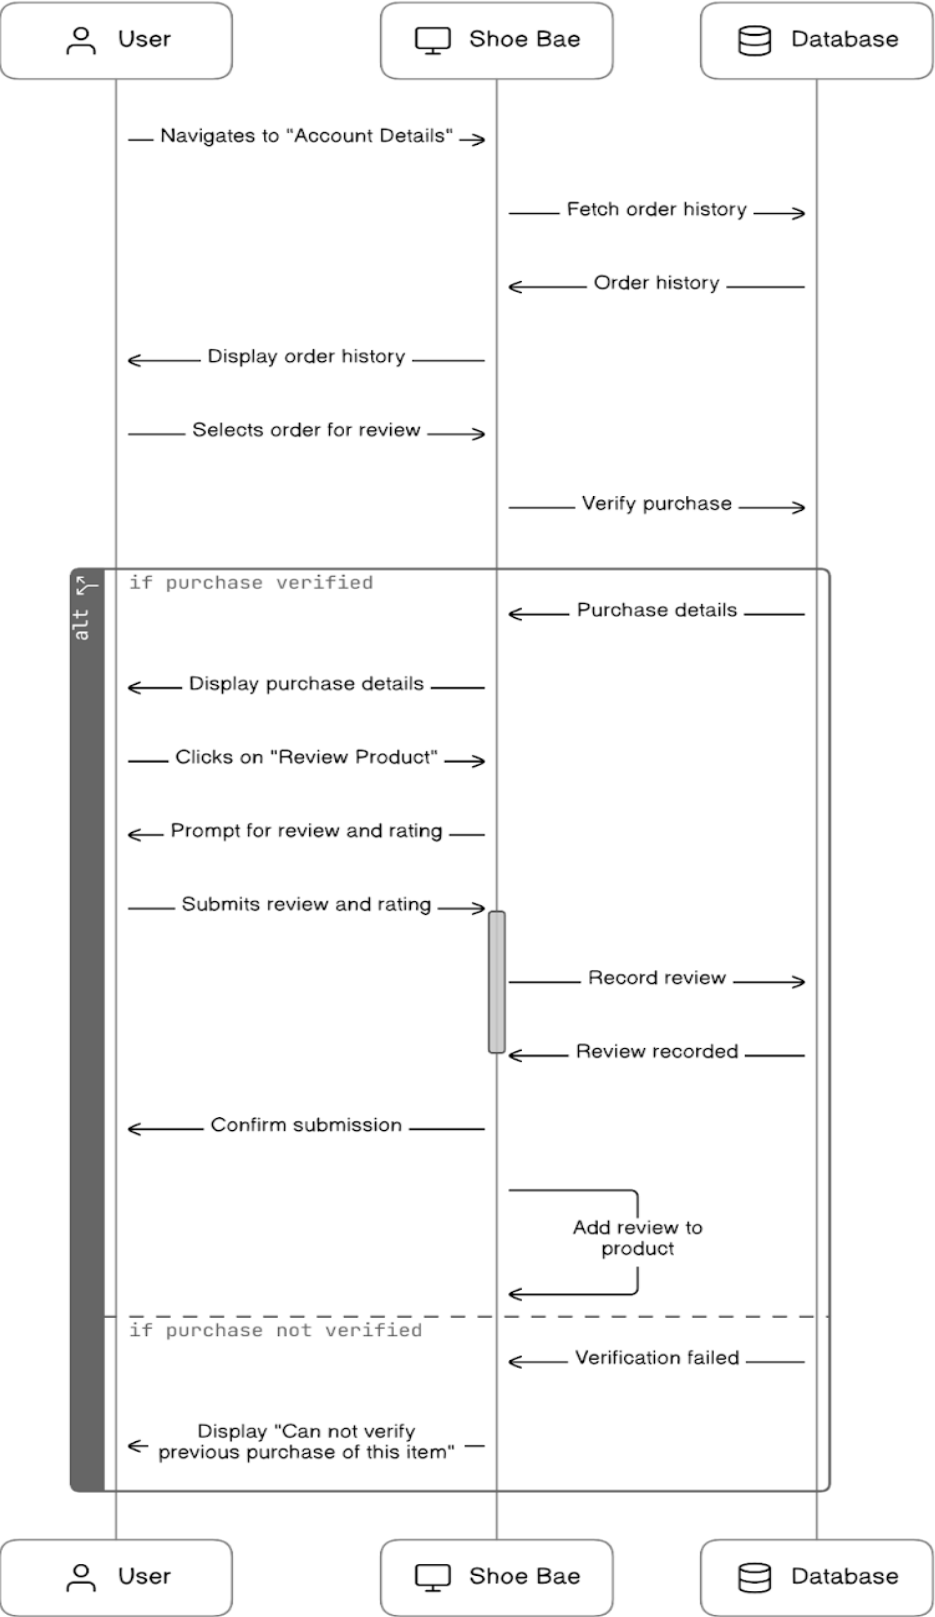 User
Shoe Bae
Database
Navigates to "Account Details"
Fetch order history
Order history
Display order history
Selects order for review
Verify purchase
alt
if purchase verified
Purchase details
Display purchase details
Clicks on "Review Product"
Prompt for review and rating
Submits review and rating
Record review
Review recorded
Confirm submission
Add review to
product
if purchase not verified
Verification failed
Display "Can not verify
previous purchase of this item"
User
Shoe Bae
Database